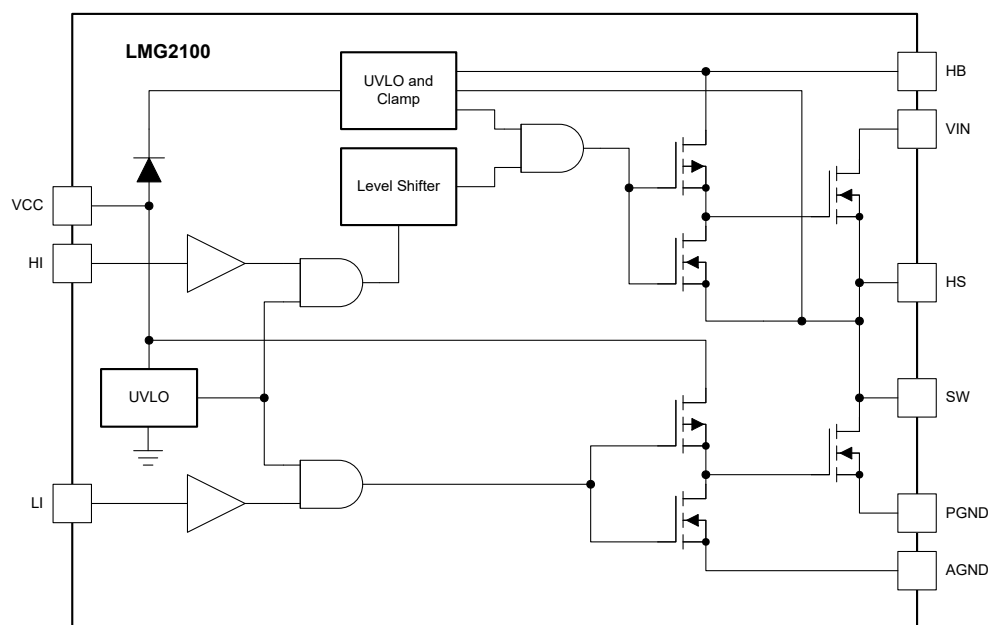 LMG2100
UVLO and
Clamp
HB
VIN
Level Shifter
VCC
HI
HS
UVLO
SW
LI
PGND
AGND